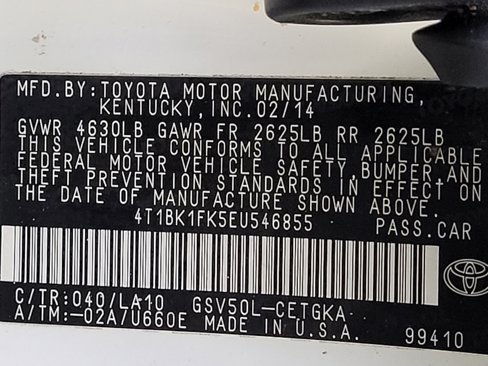 MFD.BY:TOYOTA MOTOR MANUFACTURING,
KENTUCKY,INC.02/14
GVWR 4630LB GAWR FR 2625LB RR 2625LB
THIS VEHICLE CONFORMS TO ALL APPLICABLE
FEDERAL MOTOR VEHICLE SAFETY,BUMPER,AND
THEFT PREVENTION STANDARDS IN EFFECT ON
THE DATE OF MANUFACTURE SHOWN ABOVE.
4T1BK1FK5EU546855 PASS.CAR
C/TR:040/LA10 GSV50L-CETGKA
A/TM:-02A/U660E MADE IN U.S.A. 99410